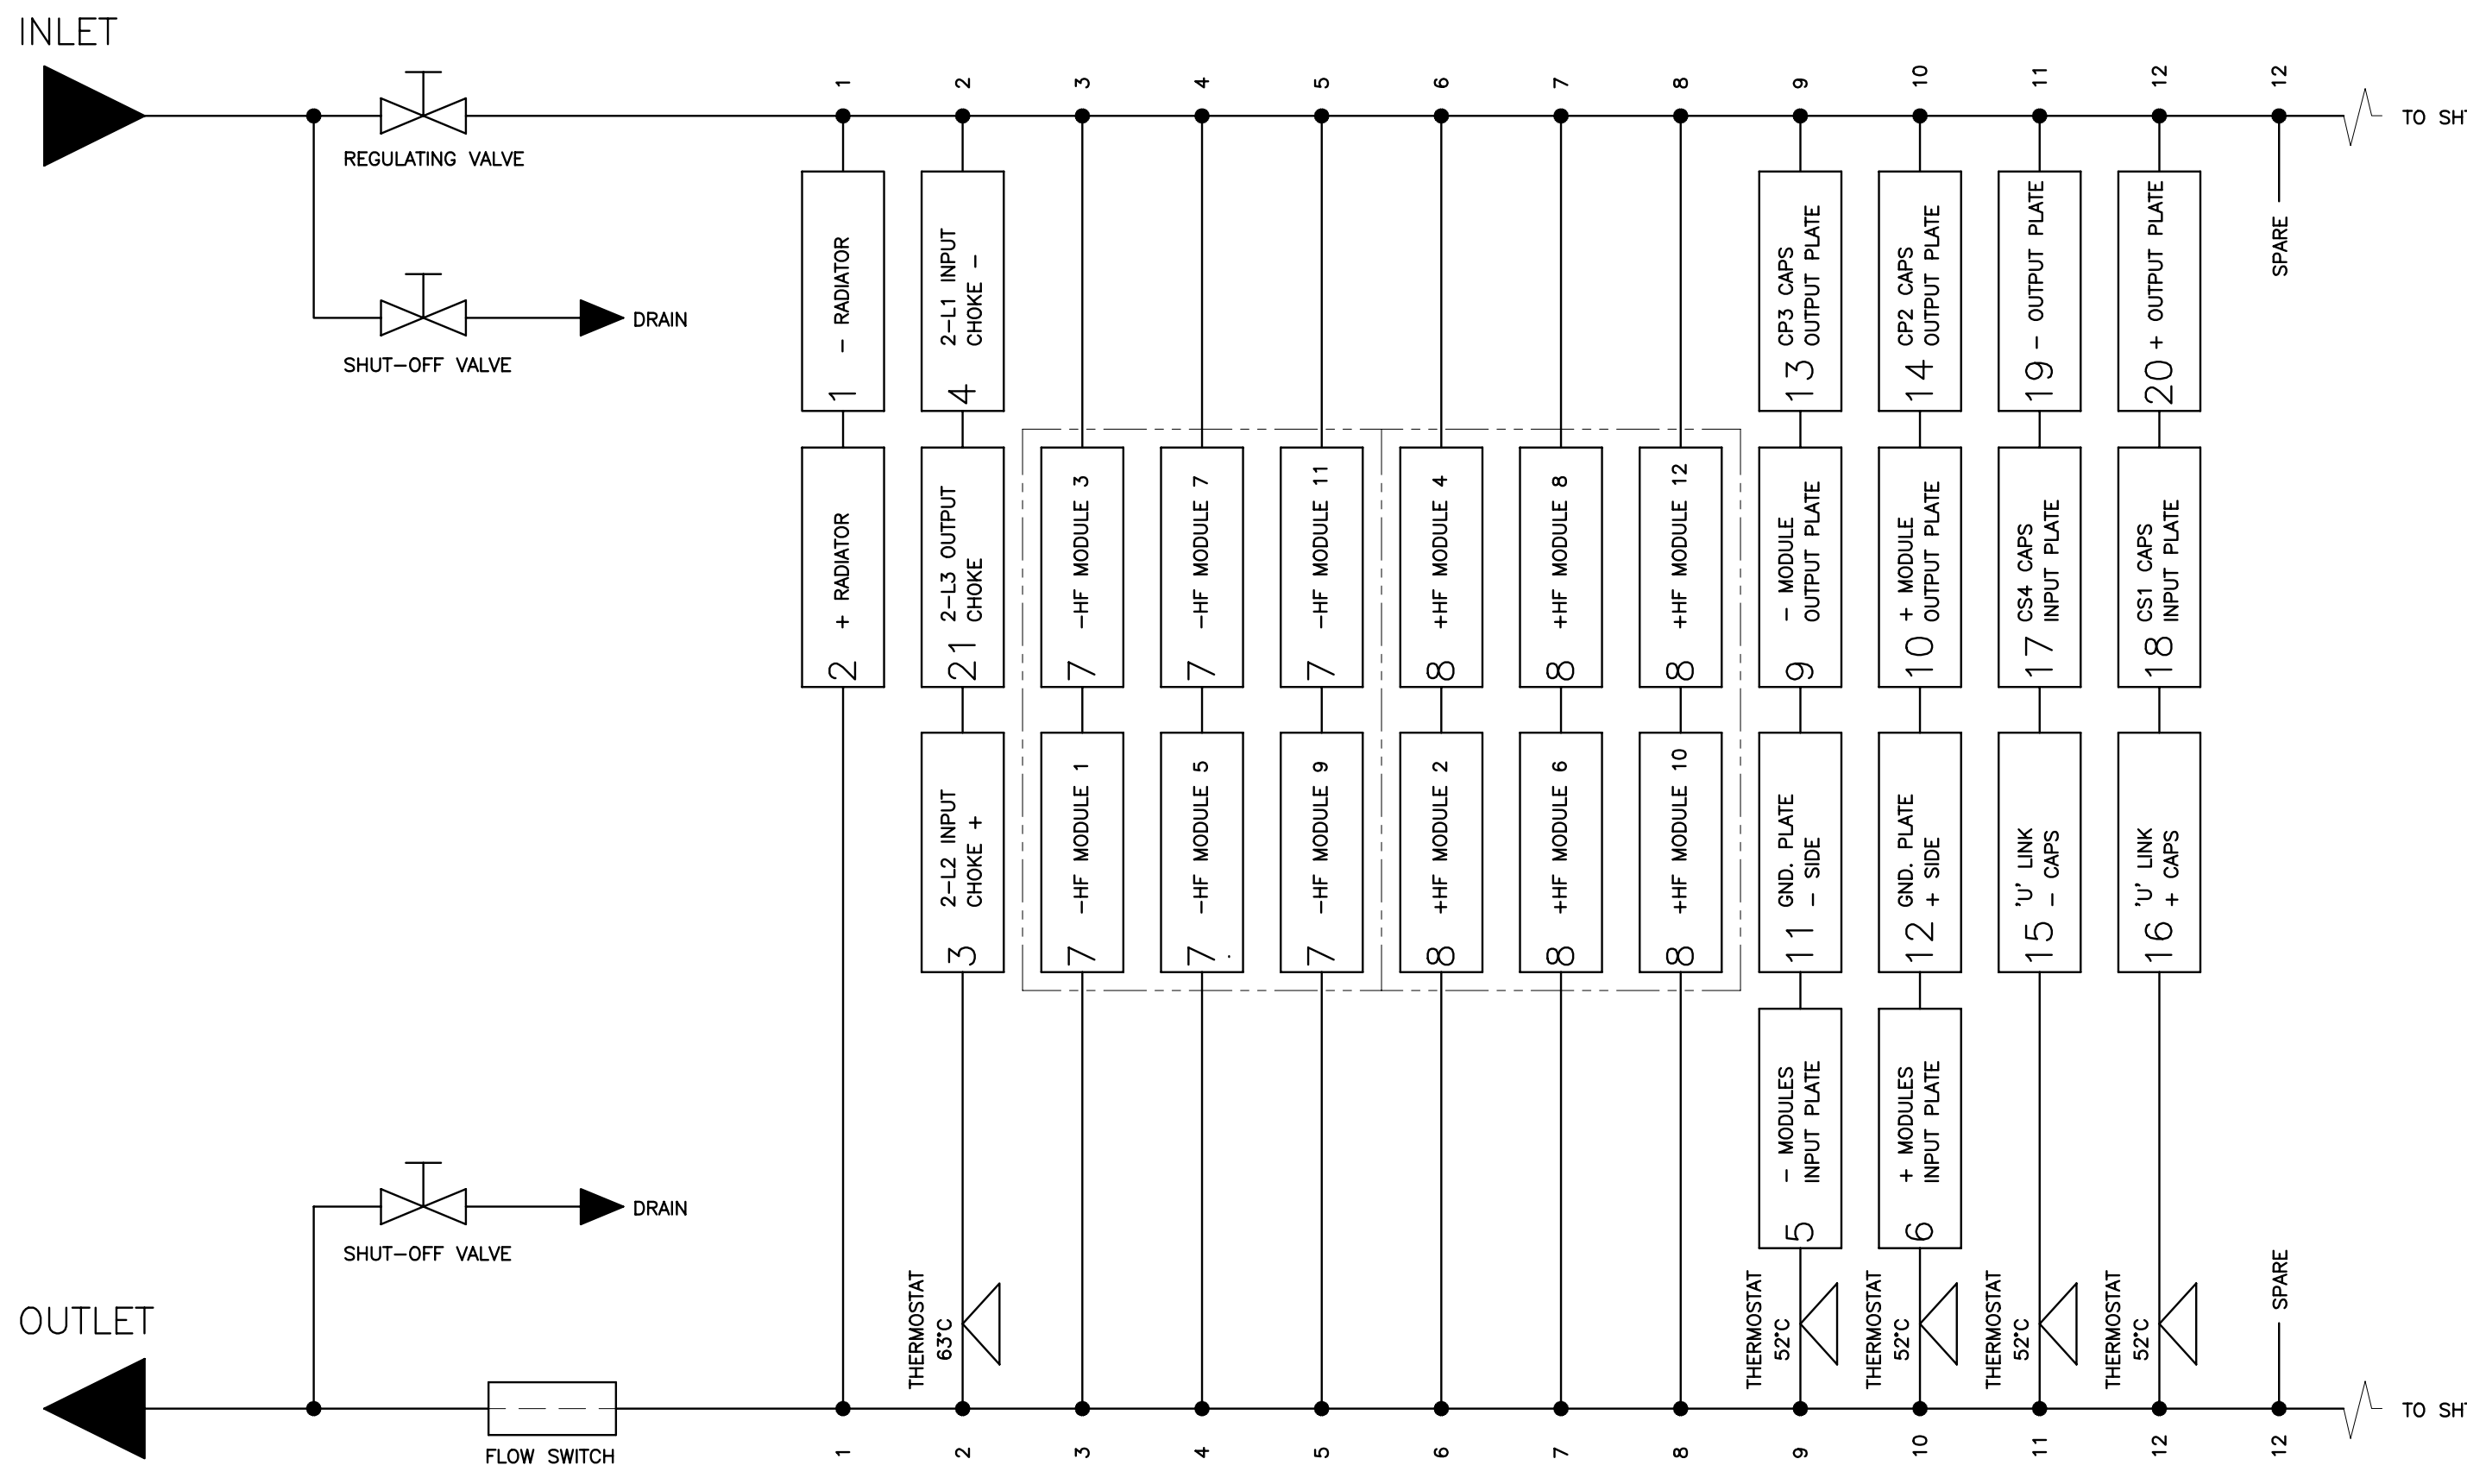 INLET
1
2
3
4
5
6
7
8
9
10
11
12
12
TO SHT
REGULATING VALVE
DRAIN
SHUT-OFF VALVE
1 - RADIATOR
4 2-L1 INPUT
CHOKE -
13 CP3 CAPS
OUTPUT PLATE
14 CP2 CAPS
OUTPUT PLATE
19 - OUTPUT PLATE
20 + OUTPUT PLATE
SPARE
2 + RADIATOR
21 2-L3 OUTPUT
CHOKE
7 -HF MODULE 3
7 -HF MODULE 7
7 -HF MODULE 11
8 +HF MODULE 4
8 +HF MODULE 8
8 +HF MODULE 12
9 - MODULE
OUTPUT PLATE
10 + MODULE
OUTPUT PLATE
17 CS4 CAPS
INPUT PLATE
18 CS1 CAPS
INPUT PLATE
3 2-L2 INPUT
CHOKE +
7 -HF MODULE 1
7 -HF MODULE 5
7 -HF MODULE 9
8 +HF MODULE 2
8 +HF MODULE 6
8 +HF MODULE 10
11 GND. PLATE
- SIDE
12 GND. PLATE
+ SIDE
15 'U' LINK
- CAPS
16 'U' LINK
+ CAPS
5 - MODULES
INPUT PLATE
6 + MODULES
INPUT PLATE
DRAIN
SHUT-OFF VALVE
OUTLET
THERMOSTAT
63°C
THERMOSTAT
52°C
THERMOSTAT
52°C
THERMOSTAT
52°C
THERMOSTAT
52°C
SPARE
FLOW SWITCH
TO SHT
1
2
3
4
5
6
7
8
9
10
11
12
12